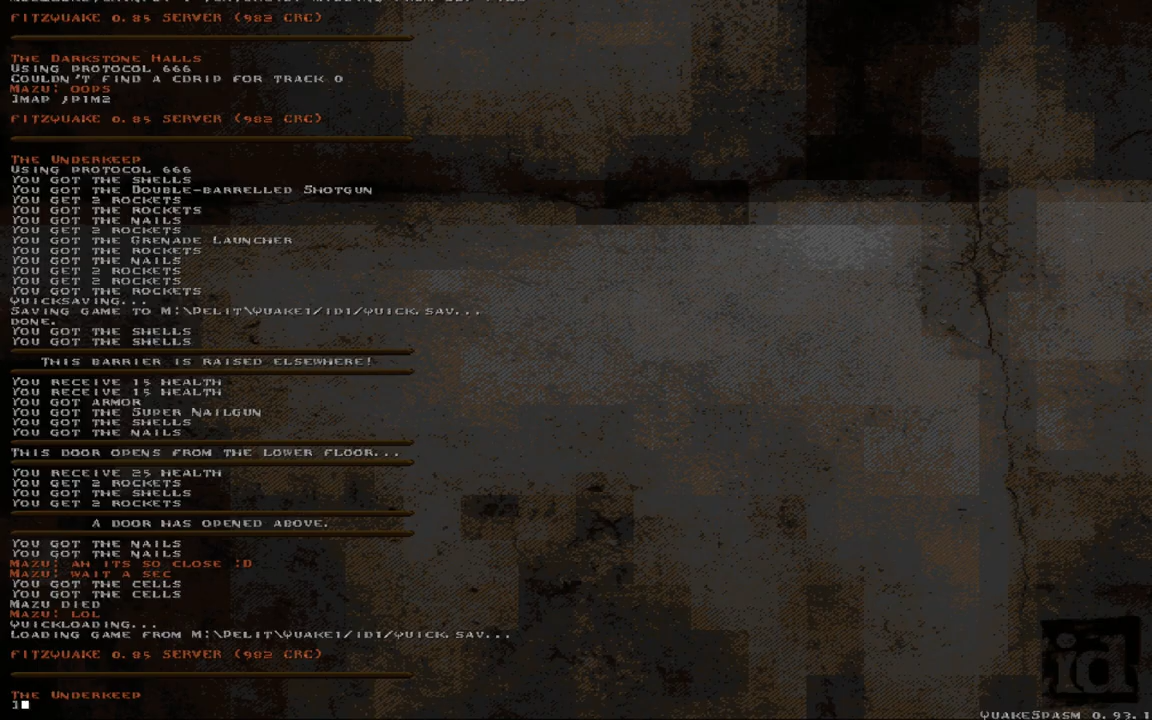 FITZQUAKE 0.85 SERVER (982 CRC)
THE DARKSTONE HALLS
USING PROTOCOL 666
COULDN'T FIND A CDRIP FOR TRACK 0
MAZU: OOPS
]MAP JP1M2
FITZQUAKE 0.85 SERVER (982 CRC)
THE UNDERKEEP
USING PROTOCOL 666
YOU GOT THE SHELLS
YOU GOT THE DOUBLE-BARRELLED SHOTGUN
YOU GET 2 ROCKETS
YOU GOT THE ROCKETS
YOU GOT THE NAILS
YOU GET 2 ROCKETS
YOU GOT THE GRENADE LAUNCHER
YOU GOT THE ROCKETS
YOU GOT THE NAILS
YOU GET 2 ROCKETS
YOU GET 2 ROCKETS
YOU GOT THE ROCKETS
QUICKSAVING...
SAVING GAME TO M:\PELIT\QUAKE1/ID1/QUICK.SAV...
DONE.
YOU GOT THE SHELLS
YOU GOT THE SHELLS
THIS BARRIER IS RAISED ELSEWHERE!
YOU RECEIVE 15 HEALTH
YOU RECEIVE 15 HEALTH
YOU GOT ARMOR
YOU GOT THE SUPER NAILGUN
YOU GOT THE SHELLS
YOU GOT THE NAILS
THIS DOOR OPENS FROM THE LOWER FLOOR...
YOU RECEIVE 25 HEALTH
YOU GET 2 ROCKETS
YOU GOT THE SHELLS
YOU GET 2 ROCKETS
A DOOR HAS OPENED ABOVE.
YOU GOT THE NAILS
YOU GOT THE NAILS
MAZU: AH ITS SO CLOSE :D
MAZU: WAIT A SEC
YOU GOT THE CELLS
YOU GOT THE CELLS
MAZU DIED
MAZU: LOL
QUICKLOADING...
LOADING GAME FROM M:\PELIT\QUAKE1/ID1/QUICK.SAV...
FITZQUAKE 0.85 SERVER (982 CRC)
THE UNDERKEEP
]
id
QUAKESPASM 0.93.1